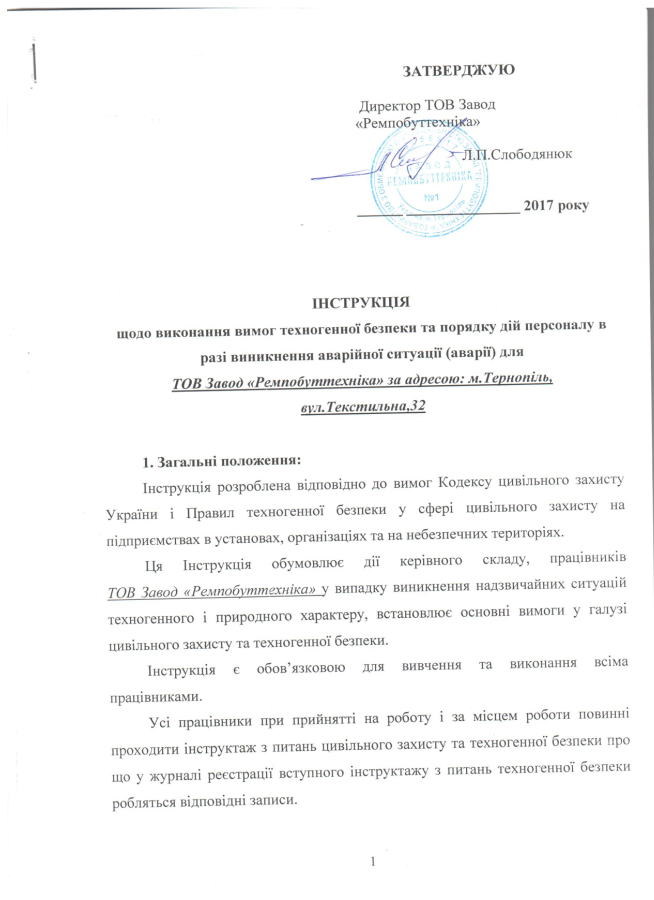 ЗАТВЕРДЖУЮ
Директор ТОВ Завод
«Ремпобуттехніка»
Л.П.Слободянюк
ЗАВОД
РЕМПОБУТТЕХНІКА
№1
2017 року
ІНСТРУКЦІЯ
щодо виконання вимог техногенної безпеки та порядку дій персоналу в
разі виникнення аварійної ситуації (аварії) для
ТОВ Завод «Ремпобуттехніка» за адресою: м.Тернопіль,
вул.Текстильна,32
1. Загальні положення:
Інструкція розроблена відповідно до вимог Кодексу цивільного захисту
України і Правил техногенної безпеки у сфері цивільного захисту на
підприємствах в установах, організаціях та на небезпечних територіях.
Ця Інструкція обумовлює дії керівного складу, працівників
ТОВ Завод «Ремпобуттехніка» у випадку виникнення надзвичайних ситуацій
техногенного і природного характеру, встановлює основні вимоги у галузі
цивільного захисту та техногенної безпеки.
Інструкція є обов’язковою для вивчення та виконання всіма
працівниками.
Усі працівники при прийнятті на роботу і за місцем роботи повинні
проходити інструктаж з питань цивільного захисту та техногенної безпеки про
що у журналі реєстрації вступного інструктажу з питань техногенної безпеки
робляться відповідні записи.
1